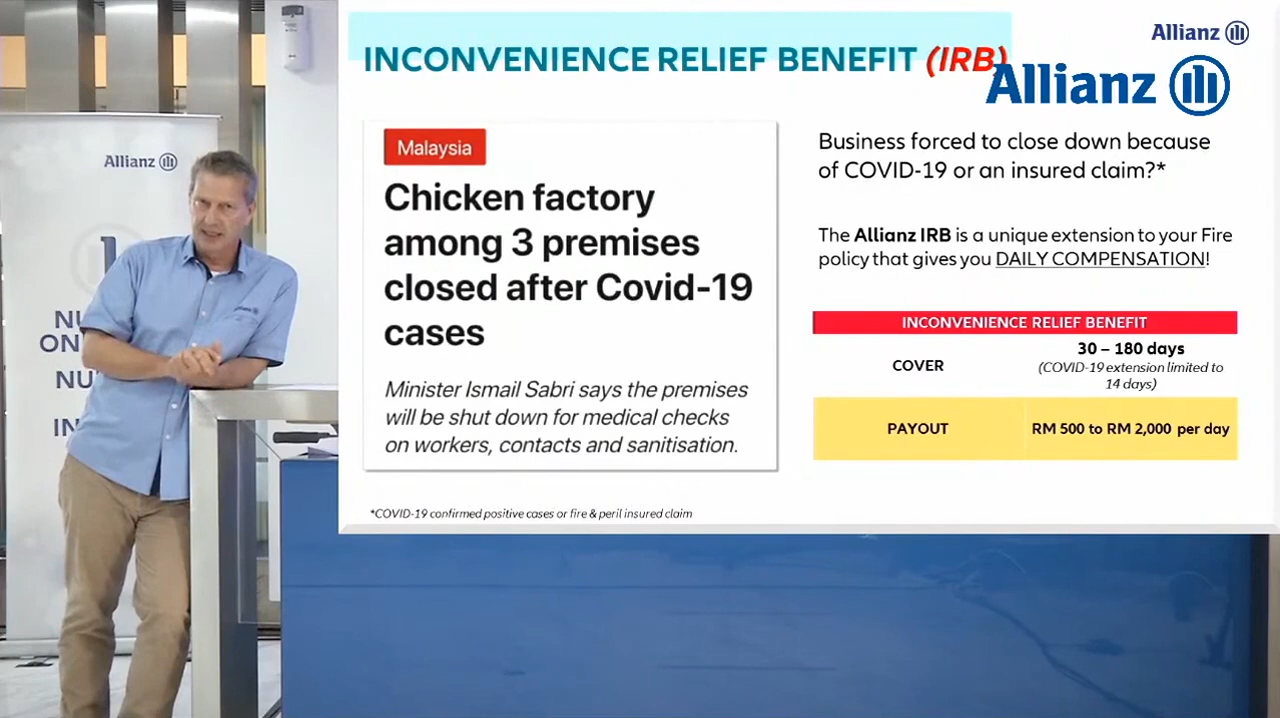 Allianz
Allianz
INCONVENIENCE RELIEF BENEFIT (IRB)
Allianz
NU
ON
NU
IN
Malaysia
Chicken factory
among 3 premises
closed after Covid-19
cases
Minister Ismail Sabri says the premises
will be shut down for medical checks
on workers, contacts and sanitisation.
*COVID-19 confirmed positive cases or fire & peril insured claim
Business forced to close down because
of COVID-19 or an insured claim?*
The Allianz IRB is a unique extension to your Fire
policy that gives you DAILY COMPENSATION!
INCONVENIENCE RELIEF BENEFIT
COVER
30 – 180 days
(COVID-19 extension limited to
14 days)
PAYOUT
RM 500 to RM 2,000 per day